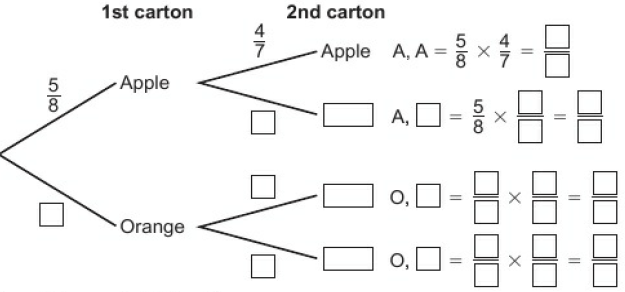 1st carton 2nd carton
5/8 Apple
4/7 Apple A, A = 5/8 × 4/7 = □/□
□ □ A, □ = 5/8 × □/□ = □/□
□ Orange
□ □ O, □ = □/□ × □/□ = □/□
□ □ O, □ = □/□ × □/□ = □/□